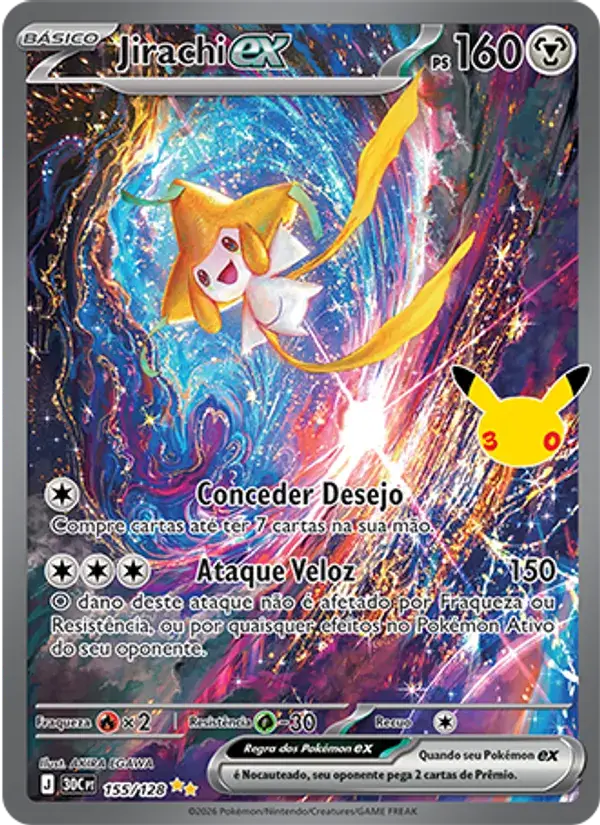 BÁSICO Jirachi ex PS 160
30
Conceder Desejo
Compre cartas até ter 7 cartas na sua mão.
Ataque Veloz 150
O dano deste ataque não é afetado por Fraqueza ou
Resistência, ou por quaisquer efeitos no Pokémon Ativo
do seu oponente.
Fraqueza × 2 Resistência -30 Recuo
Ilust. AKIRA EGAWA
Regra dos Pokémon ex Quando seu Pokémon ex
é Nocauteado, seu oponente pega 2 cartas de Prêmio.
J 30C PT 155/128
©2026 Pokémon/Nintendo/Creatures/GAME FREAK